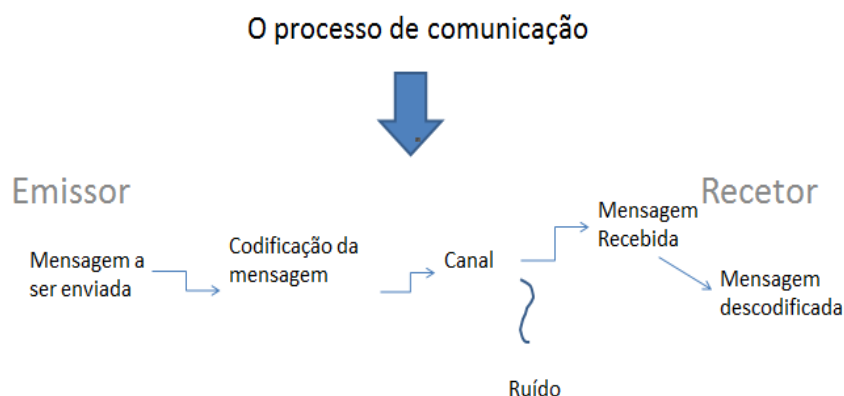 O processo de comunicação
Emissor
Recetor
Mensagem a
ser enviada
Codificação da
mensagem
Canal
Mensagem
Recebida
Mensagem
descodificada
Ruído